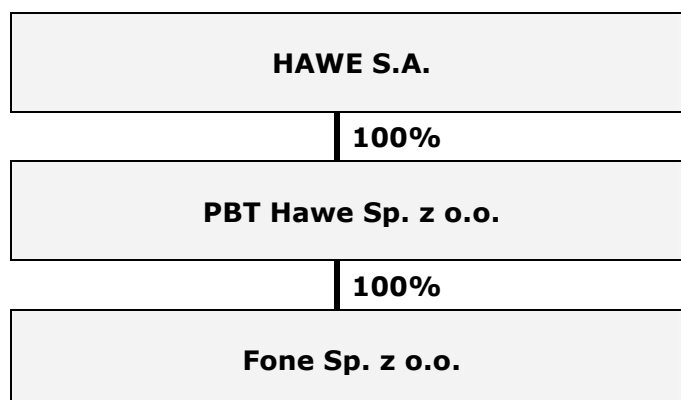 HAWE S.A.
100%
PBT Hawe Sp. z o.o.
100%
Fone Sp. z o.o.